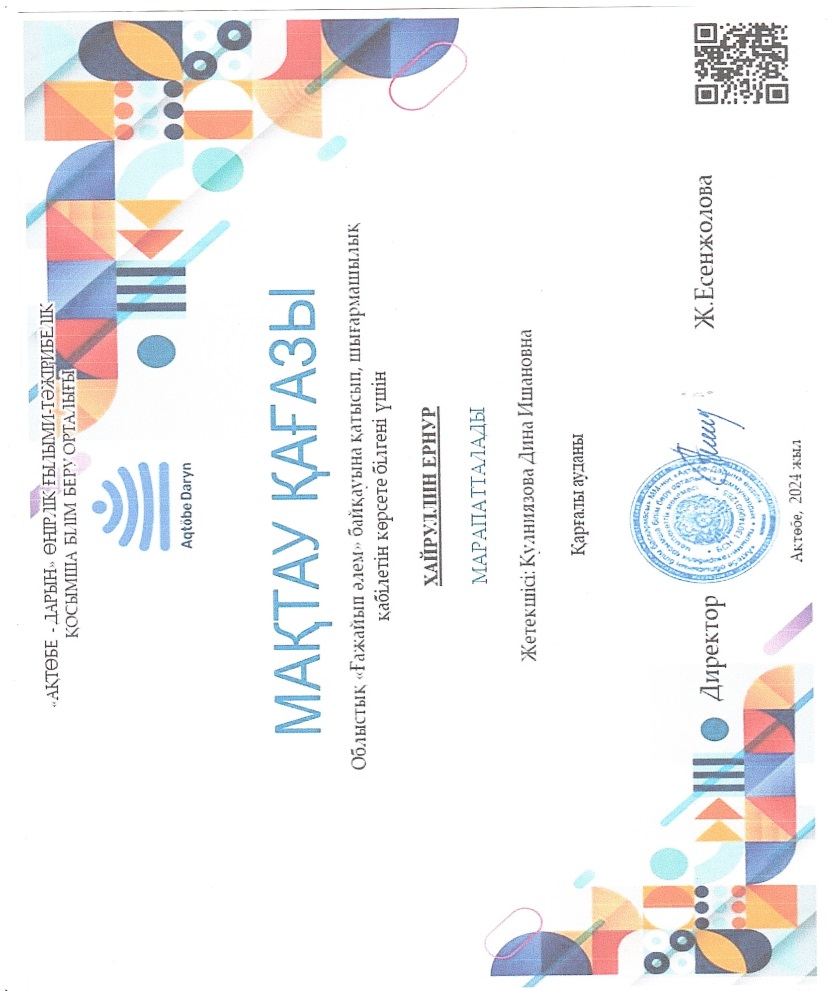 «АҚТӨБЕ - ДАРЫН» ӨҢІРЛІК ҒЫЛЫМИ-ТӘЖІРИБЕЛІК
ҚОСЫМША БІЛІМ БЕРУ ОРТАЛЫҒЫ
Aqtöbe Daryn
МАҚТАУ ҚАҒАЗЫ
Облыстық «Ғажайып әлем» байқауына қатысып, шығармашылық
қабілетін көрсете білгені үшін
ХАЙРУЛЛИН ЕРНУР
МАРАПАТТАЛАДЫ
Жетекшісі: Кулниязова Дина Ишановна
Қарғалы ауданы
Директор Ж.Есенжолова
Ақтөбе, 2024 жыл